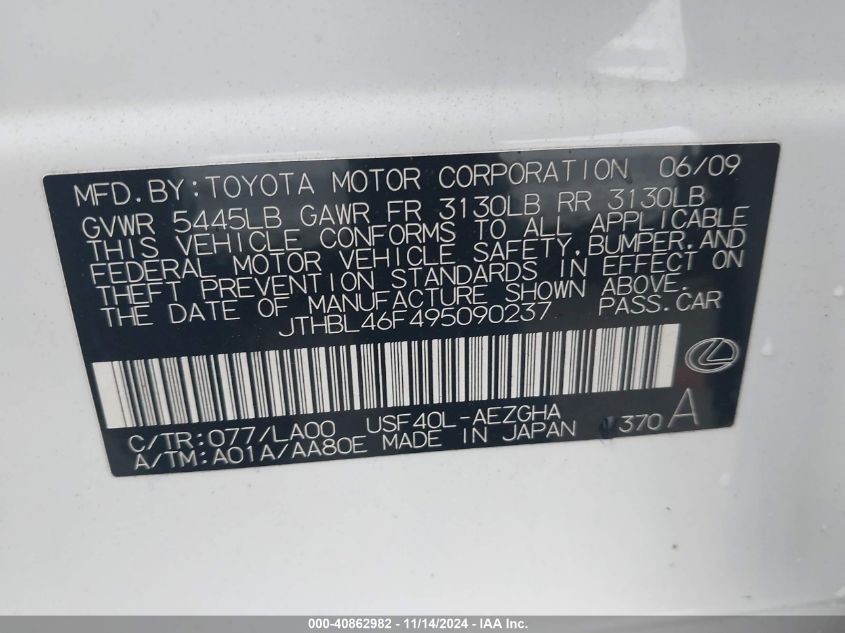 MFD.BY:TOYOTA MOTOR CORPORATION 06/09
GVWR 5445LB GAWR FR 3130LB RR 3130LB
THIS VEHICLE CONFORMS TO ALL APPLICABLE
FEDERAL MOTOR VEHICLE SAFETY,BUMPER,AND
THEFT PREVENTION STANDARDS IN EFFECT ON
THE DATE OF MANUFACTURE SHOWN ABOVE.
JTHBL46F495090237 PASS.CAR
C/TR:077/LA00 USF40L-AEZGHA 370 A
A/TM:A01A/AA80E MADE IN JAPAN
000-40862982 - 11/14/2024 - IAA Inc.